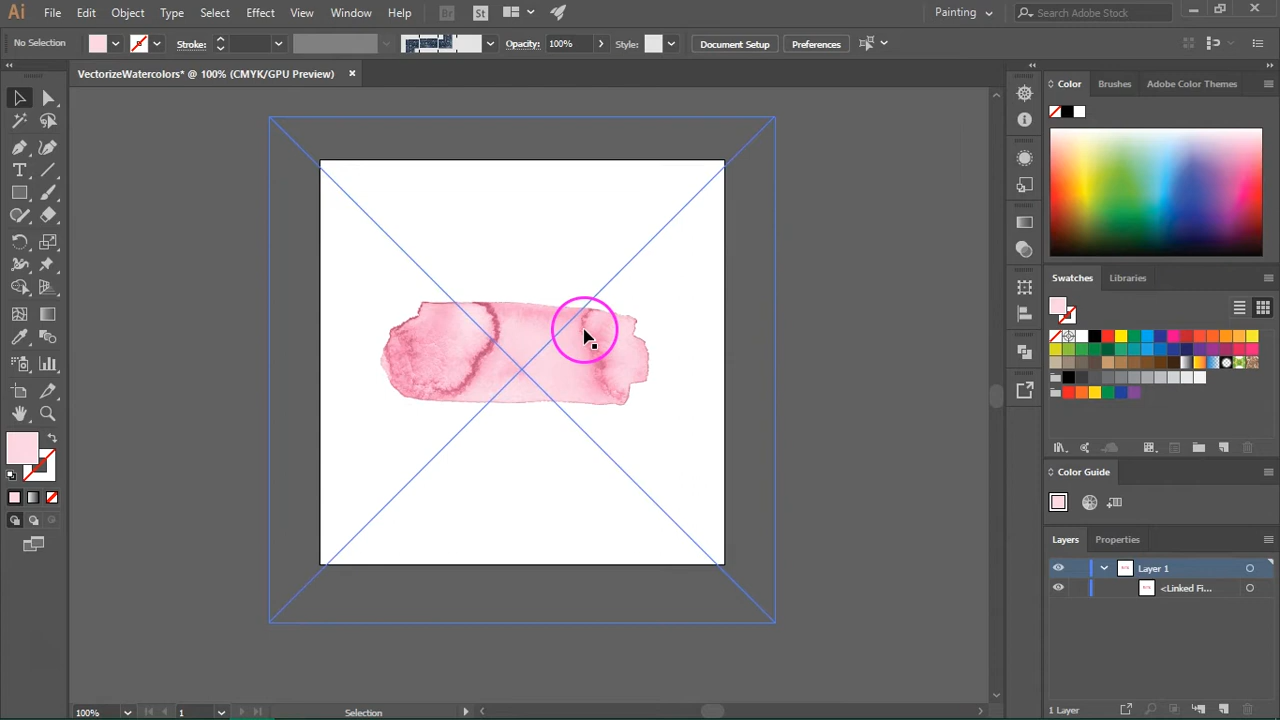 Ai File Edit Object Type Select Effect View Window Help Br St Painting Search Adobe Stock
No Selection Stroke: Opacity: 100% Style: Document Setup Preferences
VectorizeWatercolors* @ 100% (CMYK/GPU Preview)
Color Brushes Adobe Color Themes
Swatches Libraries
Color Guide
Layers Properties
Layer 1
<Linked Fi...
1 Layer
100% 1 Selection